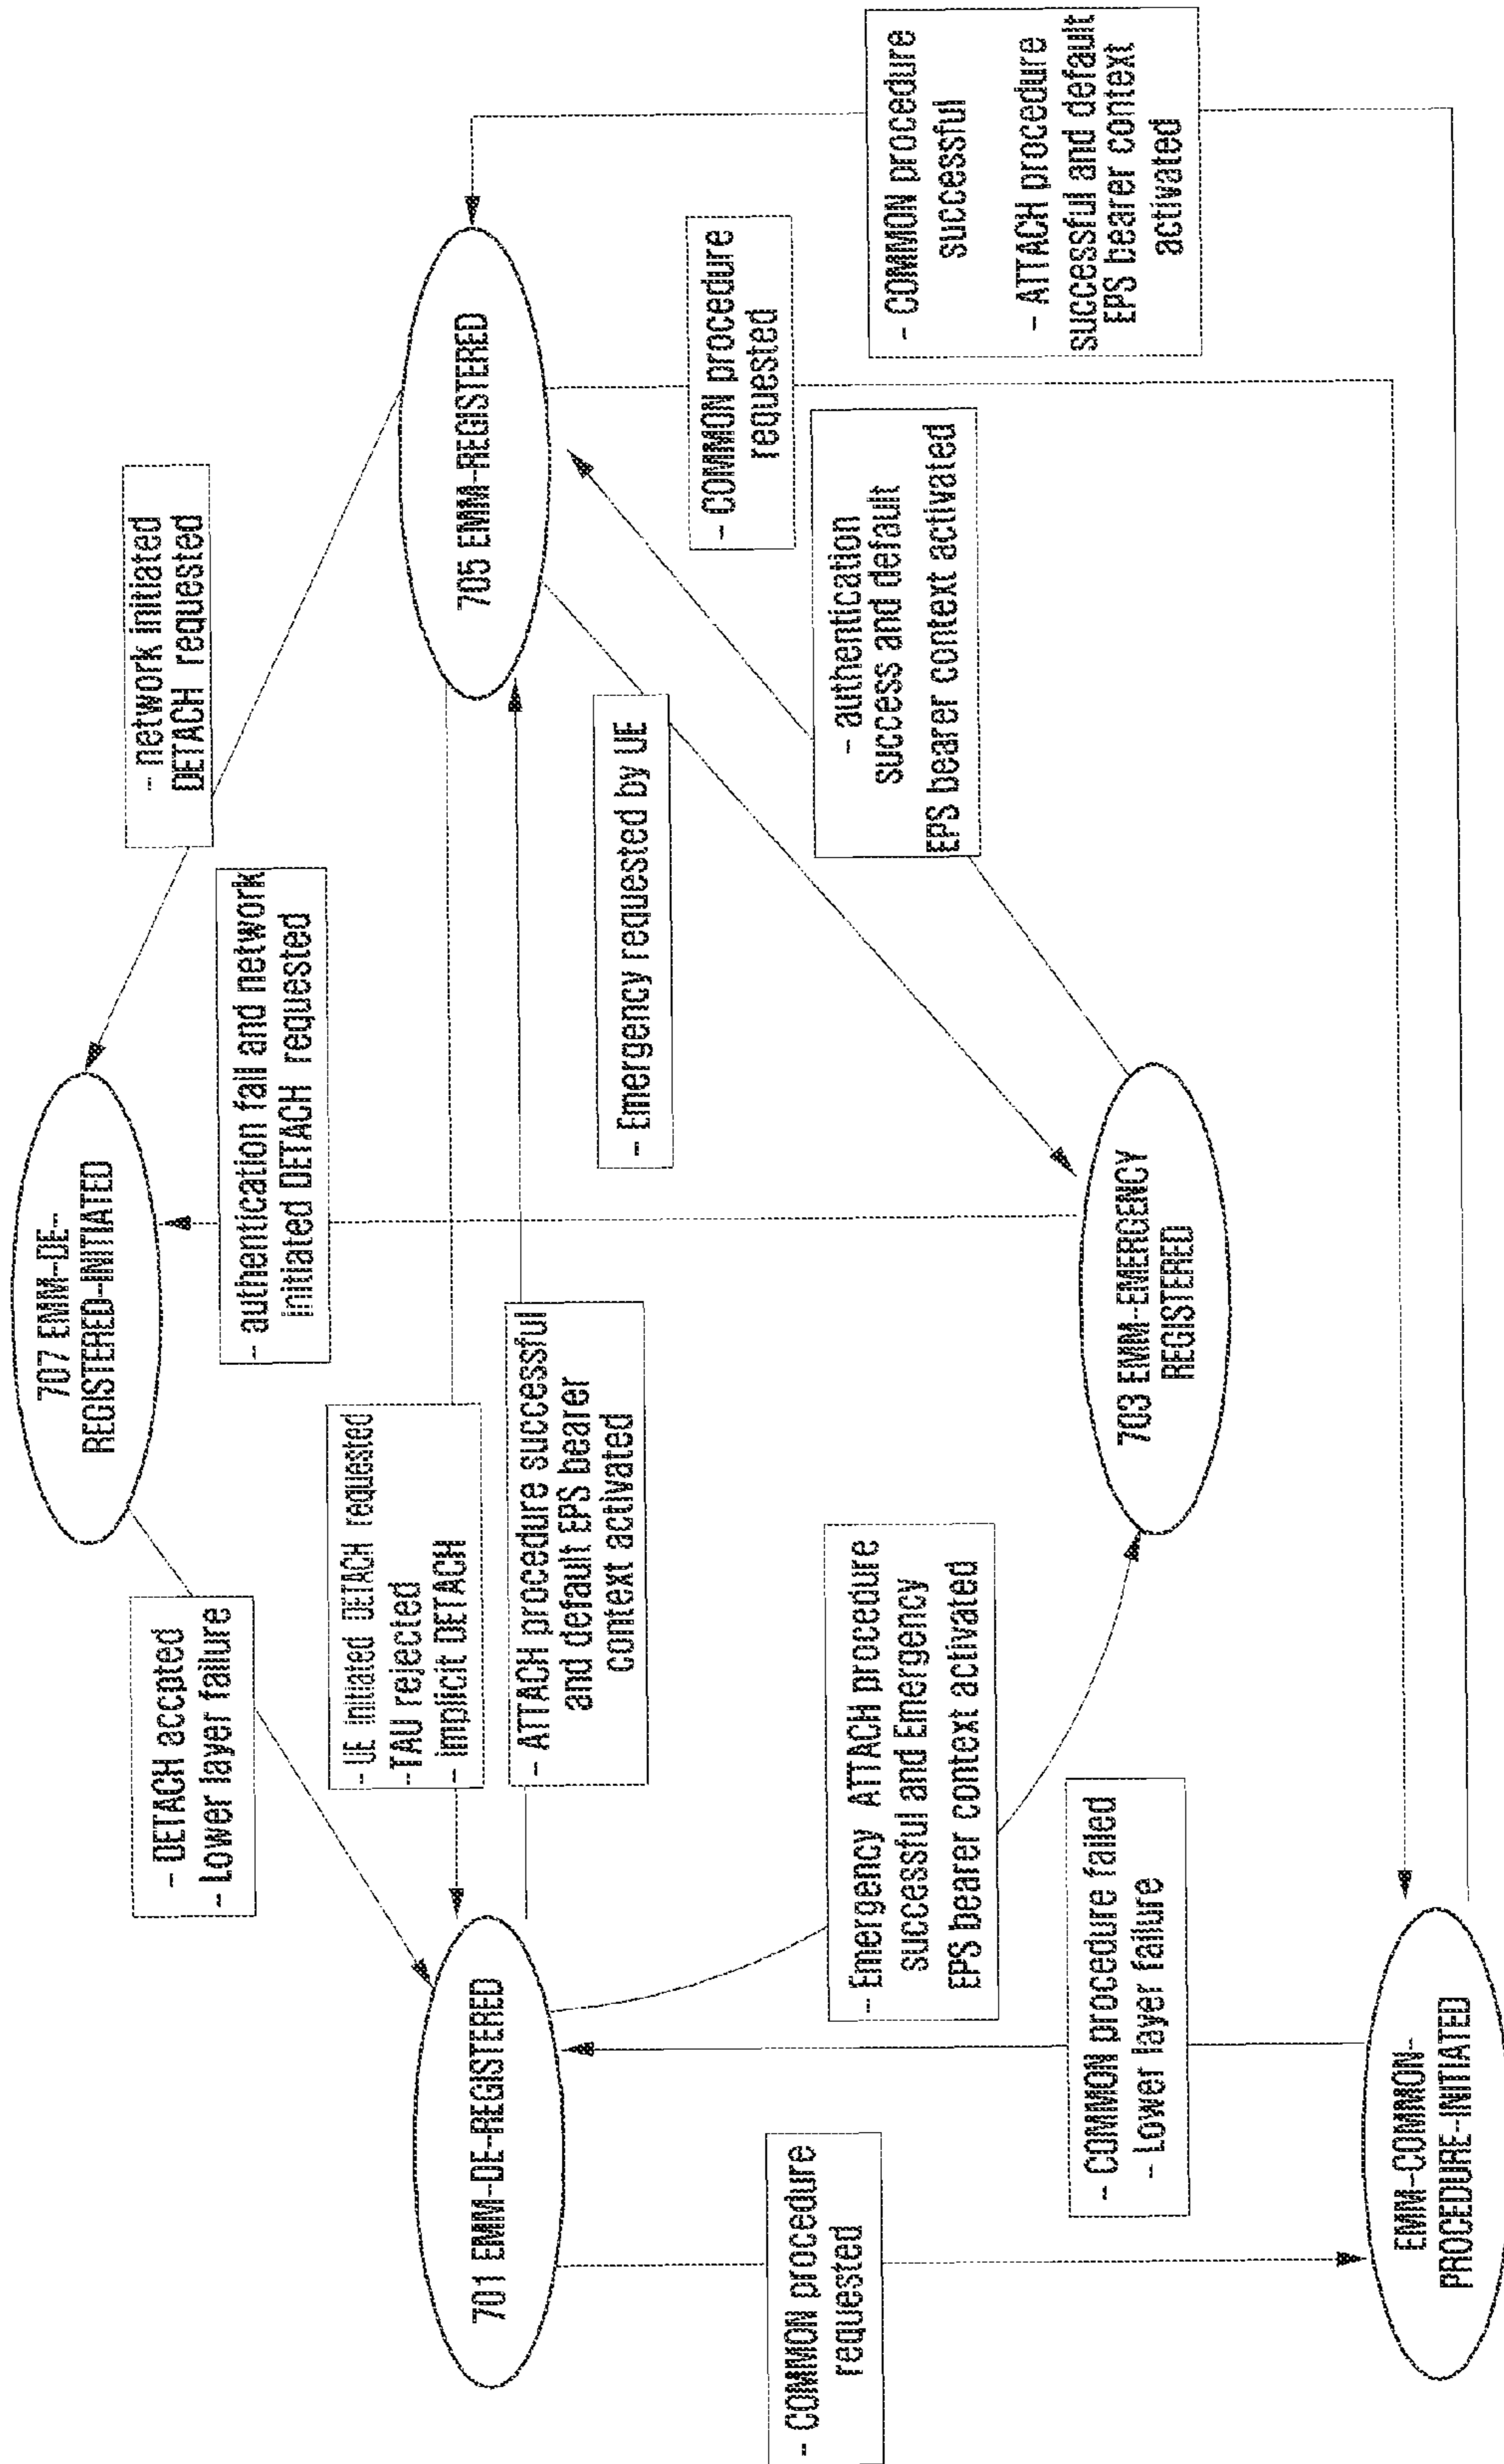 707 EMM-DE-
REGISTERED-INITIATED
- network initiated
DETACH requested
- DETACH accpted
- Lower layer failure
- authentication fail and network
initiated DETACH requested
- UE initiated DETACH requested
- TAU rejected
- implicit DETACH
701 EMM-DE-REGISTERED
705 EMM-REGISTERED
- ATTACH procedure successful
and default EPS bearer
context activated
- Emergency requested by UE
- COMMON procedure
requested
- COMMON procedure
requested
- authentication
success and default
EPS bearer context activated
- Emergency ATTACH procedure
successful and Emergency
EPS bearer context activated
- COMMON procedure
successful
- ATTACH procedure
successful and default
EPS bearer context
activated
- COMMON procedure failed
- Lower layer failure
703 EMM-EMERGENCY
REGISTERED
EMM-COMMON-
PROCEDURE-INITIATED